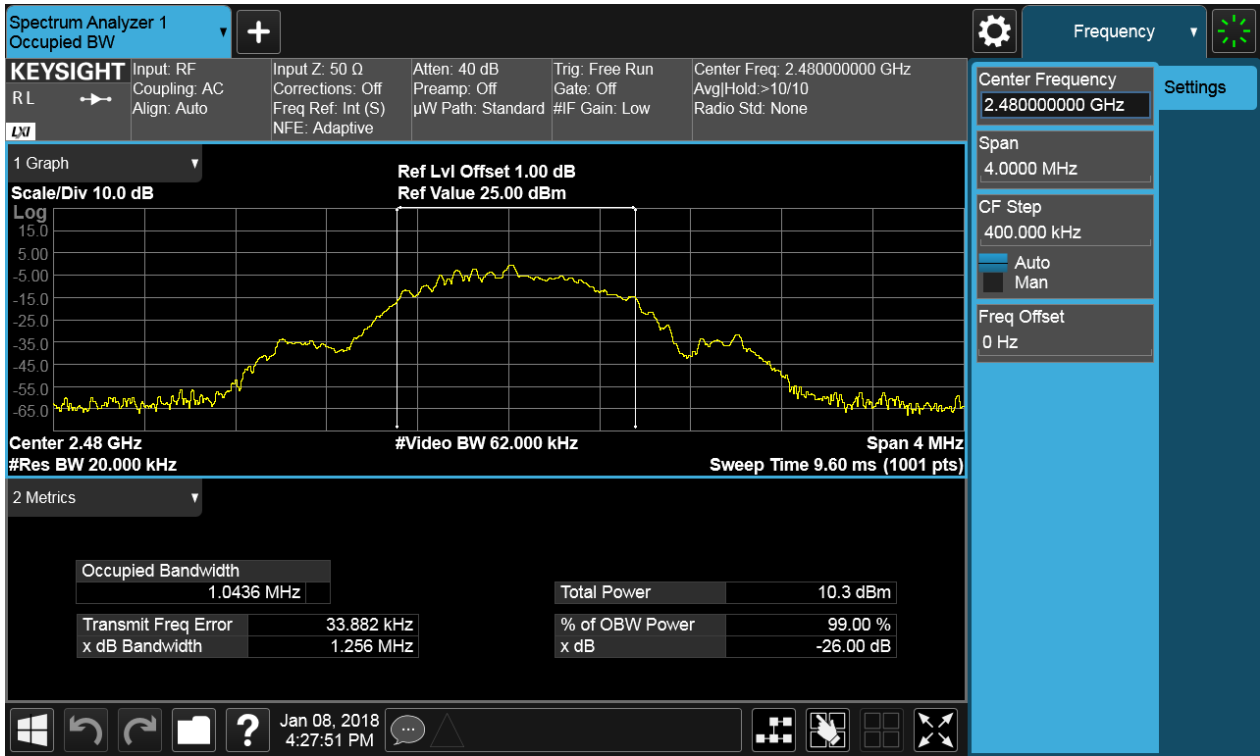 Spectrum Analyzer 1
Occupied BW
+
Frequency
KEYSIGHT
R L
LXI
Input: RF
Coupling: AC
Align: Auto
Input Z: 50 Ω
Corrections: Off
Freq Ref: Int (S)
NFE: Adaptive
Atten: 40 dB
Preamp: Off
µW Path: Standard
Trig: Free Run
Gate: Off
#IF Gain: Low
Center Freq: 2.480000000 GHz
Avg|Hold:>10/10
Radio Std: None
Center Frequency
2.480000000 GHz
Settings
Span
4.0000 MHz
CF Step
400.000 kHz
Auto
Man
Freq Offset
0 Hz
1 Graph
Scale/Div 10.0 dB
Ref Lvl Offset 1.00 dB
Ref Value 25.00 dBm
Log
15.0
5.00
-5.00
-15.0
-25.0
-35.0
-45.0
-55.0
-65.0
Center 2.48 GHz
#Video BW 62.000 kHz
Span 4 MHz
#Res BW 20.000 kHz
Sweep Time 9.60 ms (1001 pts)
2 Metrics
Occupied Bandwidth
1.0436 MHz
Total Power 10.3 dBm
Transmit Freq Error 33.882 kHz
% of OBW Power 99.00 %
x dB Bandwidth 1.256 MHz
x dB -26.00 dB
?
Jan 08, 2018
4:27:51 PM